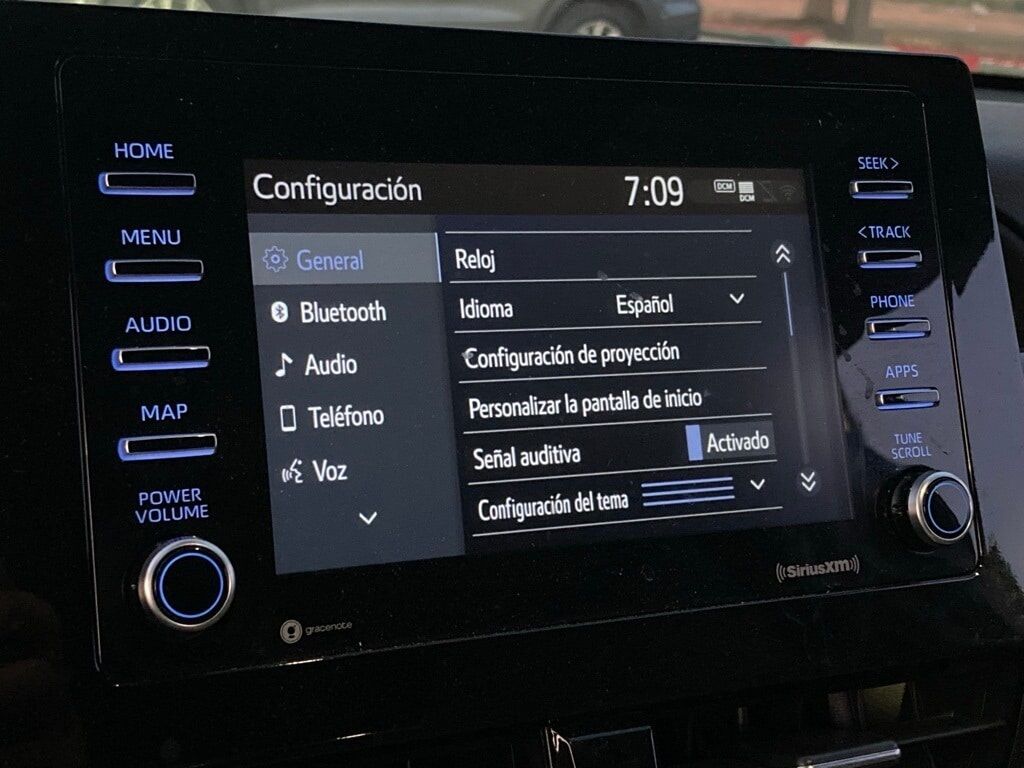 HOME
MENU
AUDIO
MAP
POWER
VOLUME
Configuración
7:09
DCM
DCM
General
Bluetooth
Audio
Teléfono
Voz
Reloj
Idioma Español
Configuración de proyección
Personalizar la pantalla de inicio
Señal auditiva Activado
Configuración del tema
SEEK>
<TRACK
PHONE
APPS
TUNE
SCROLL
gracenote
SiriusXM